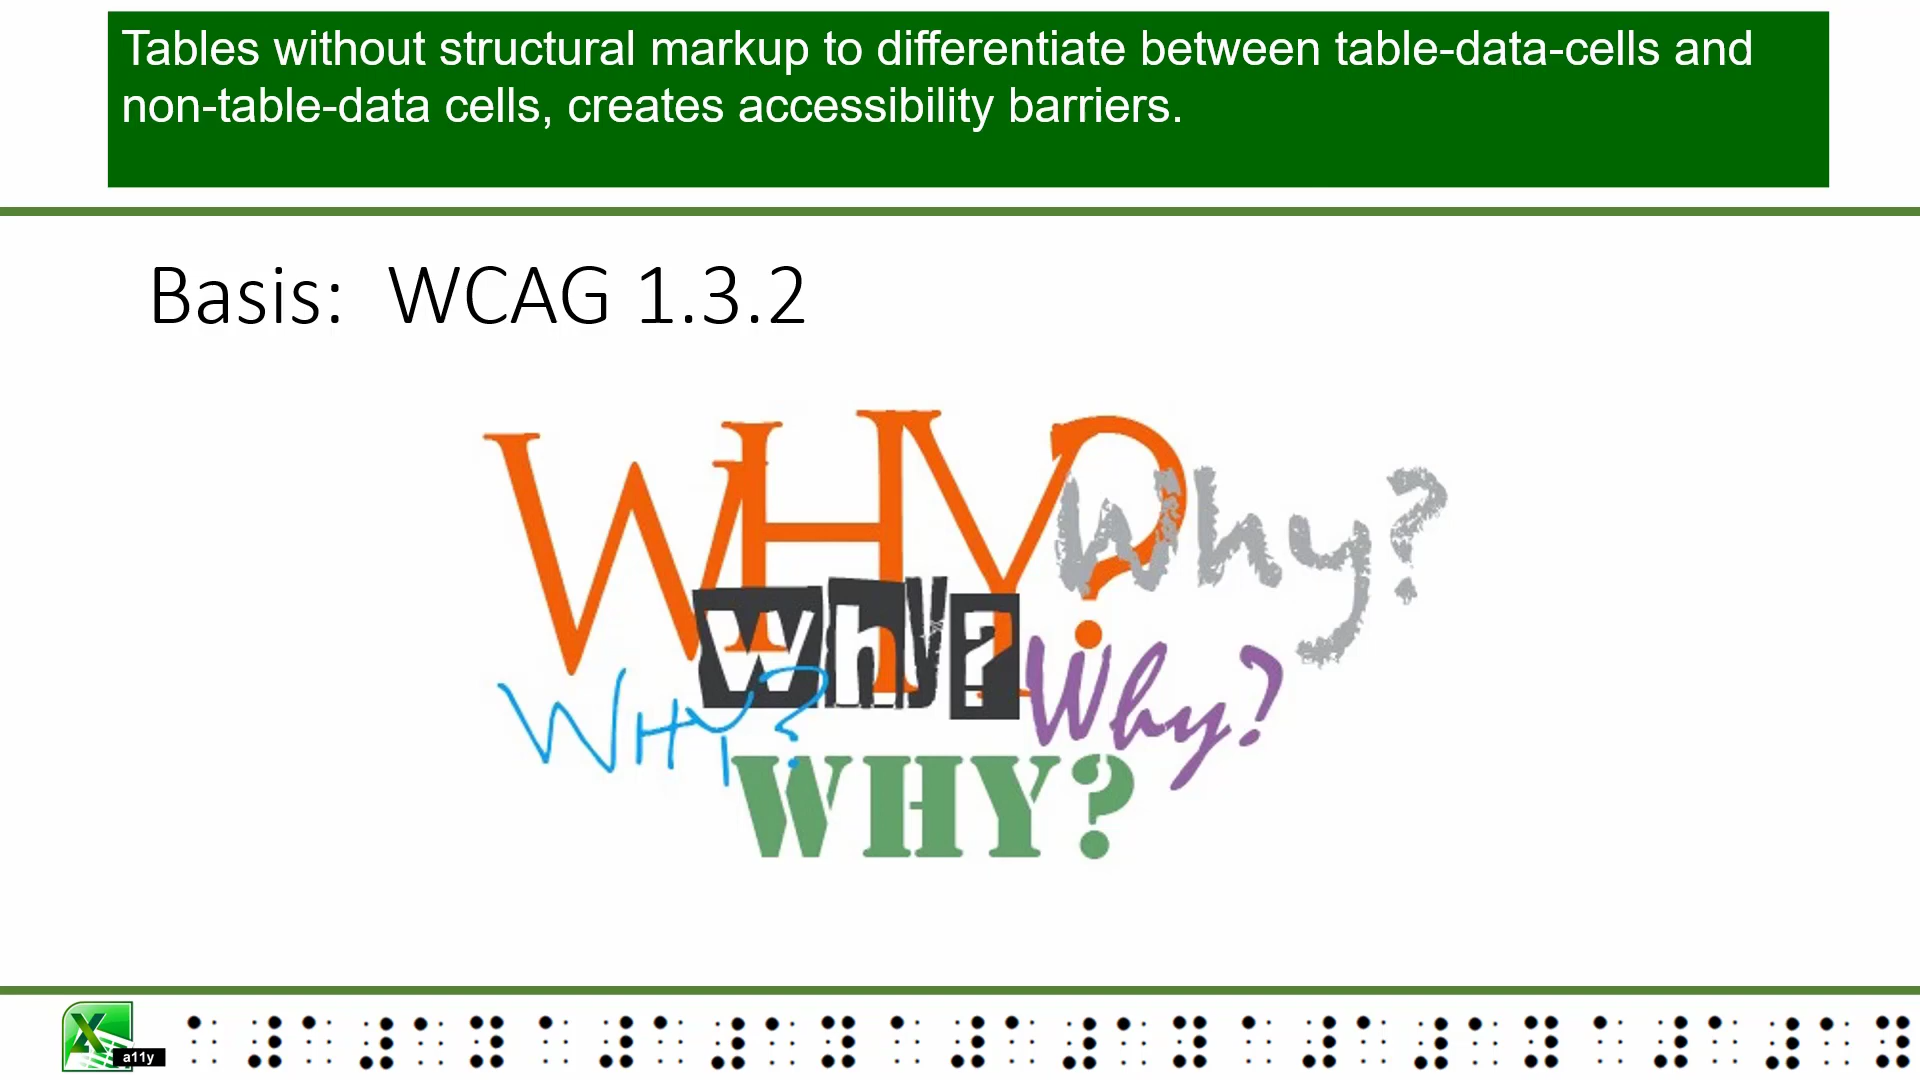 Tables without structural markup to differentiate between table-data-cells and
non-table-data cells, creates accessibility barriers.
Basis: WCAG 1.3.2
WHY?
Why?
why?
Why?
WHY?
WHY?
a11y